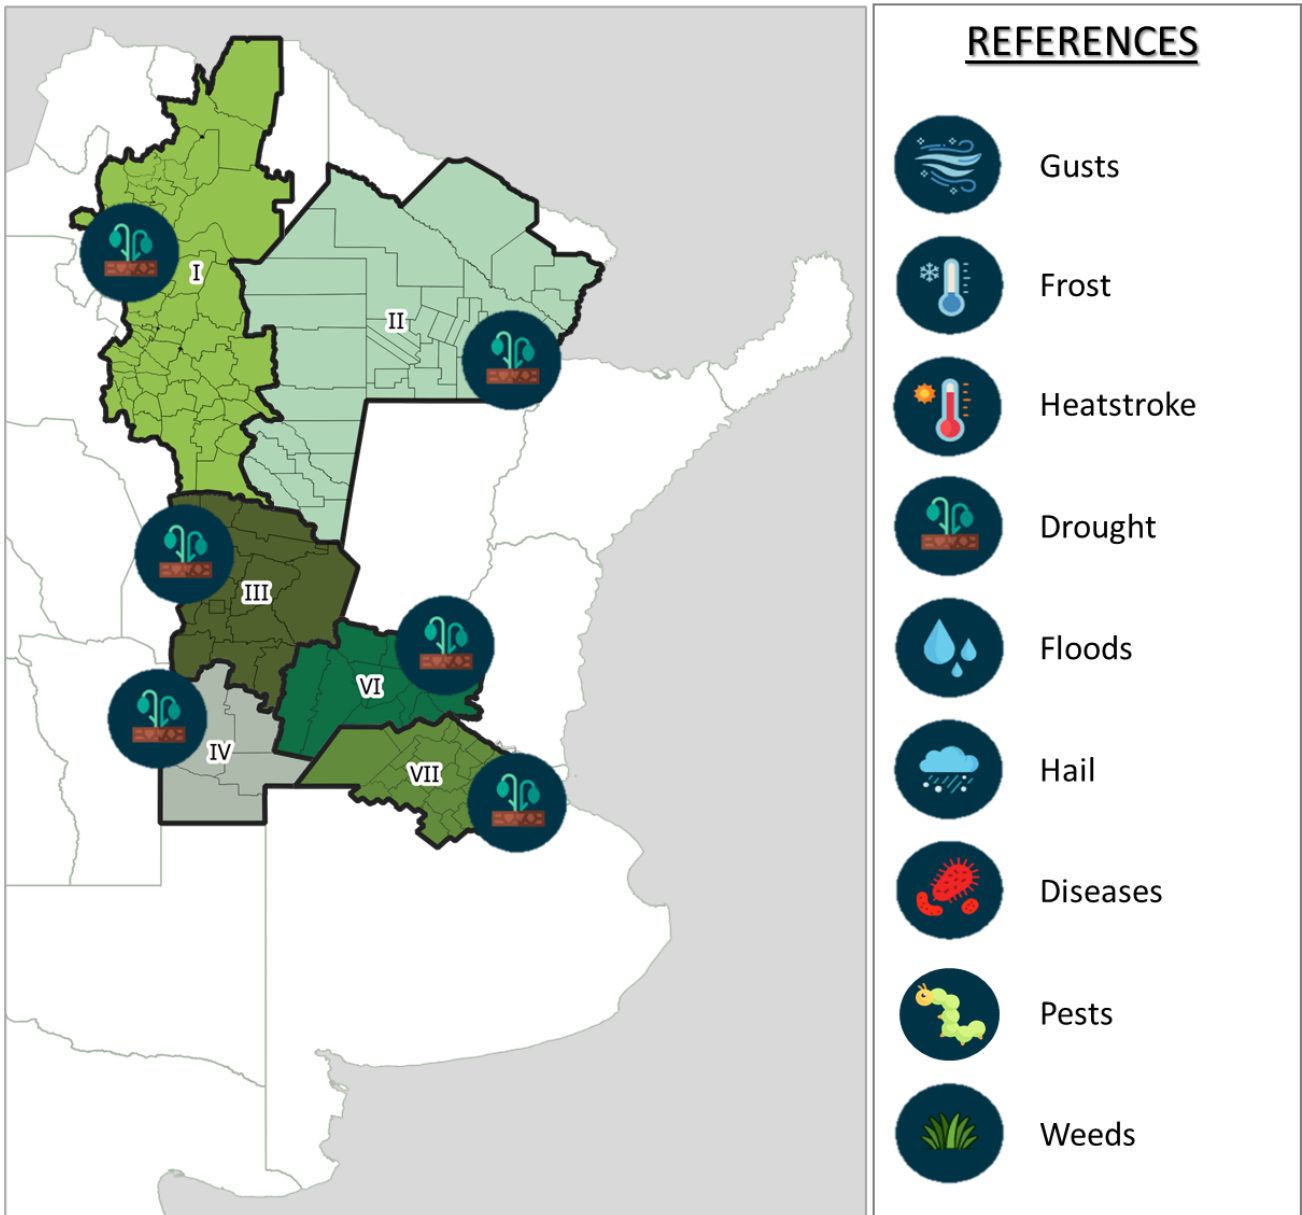 REFERENCES
Gusts
Frost
Heatstroke
Drought
Floods
Hail
Diseases
Pests
Weeds
I
II
III
VI
IV
VII